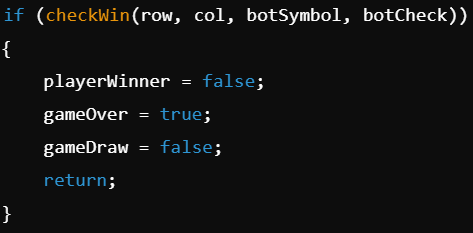 if (checkWin(row, col, botSymbol, botCheck))
{
    playerWinner = false;
    gameOver = true;
    gameDraw = false;
    return;
}